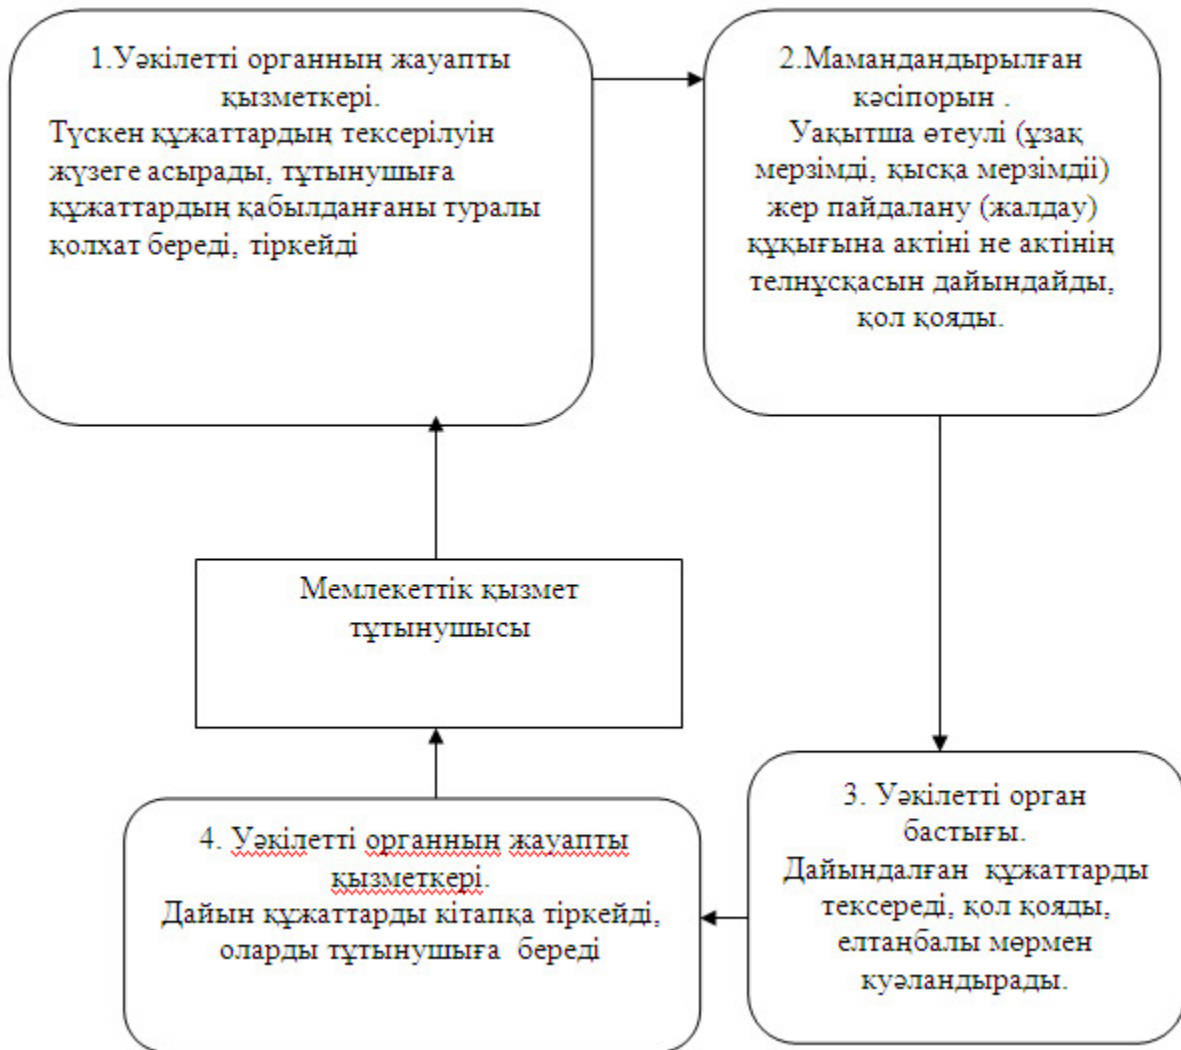 1.Уәкілетті органның жауапты
қызметкері.
Түскен құжаттардың тексерілуін
жүзеге асырады, тұтынушыға
құжаттардың қабылданғаны туралы
қолхат береді, тіркейді
2.Мамандандырылған
кәсіпорын .
Уақытша өтеулі (ұзақ
мерзімді, қысқа мерзімдіі)
жер пайдалану (жалдау)
құқығына актіні не актінің
телнұсқасын дайындайды,
қол қояды.
Мемлекеттік қызмет
тұтынушысы
3. Уәкілетті орган
бастығы.
Дайындалған құжаттарды
тексереді, қол қояды,
елтаңбалы мөрмен
куәландырады.
4. Уәкілетті органның жауапты
қызметкері.
Дайын құжаттарды кітапқа тіркейді,
оларды тұтынушыға береді